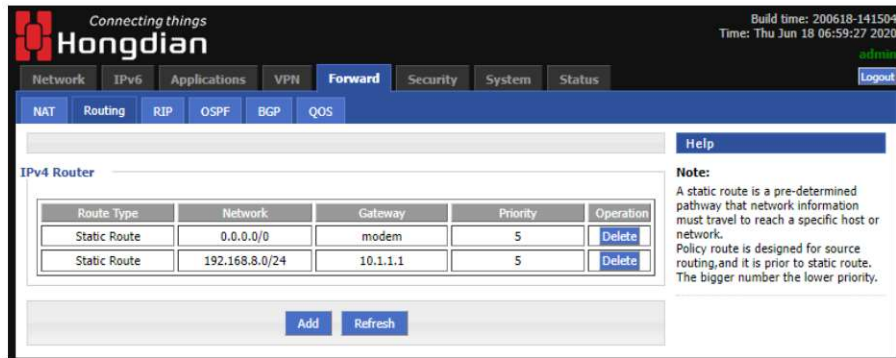 Connecting things
Hongdian
Build time: 200618-141504
Time: Thu Jun 18 06:59:27 2020
admin
Logout
Network IPv6 Applications VPN Forward Security System Status
NAT Routing RIP OSPF BGP QOS
IPv4 Router
Route Type Network Gateway Priority Operation
Static Route 0.0.0.0/0 modem 5 Delete
Static Route 192.168.8.0/24 10.1.1.1 5 Delete
Add Refresh
Help
Note:
A static route is a pre-determined
pathway that network information
must travel to reach a specific host or
network.
Policy route is designed for source
routing,and it is prior to static route.
The bigger number the lower priority.